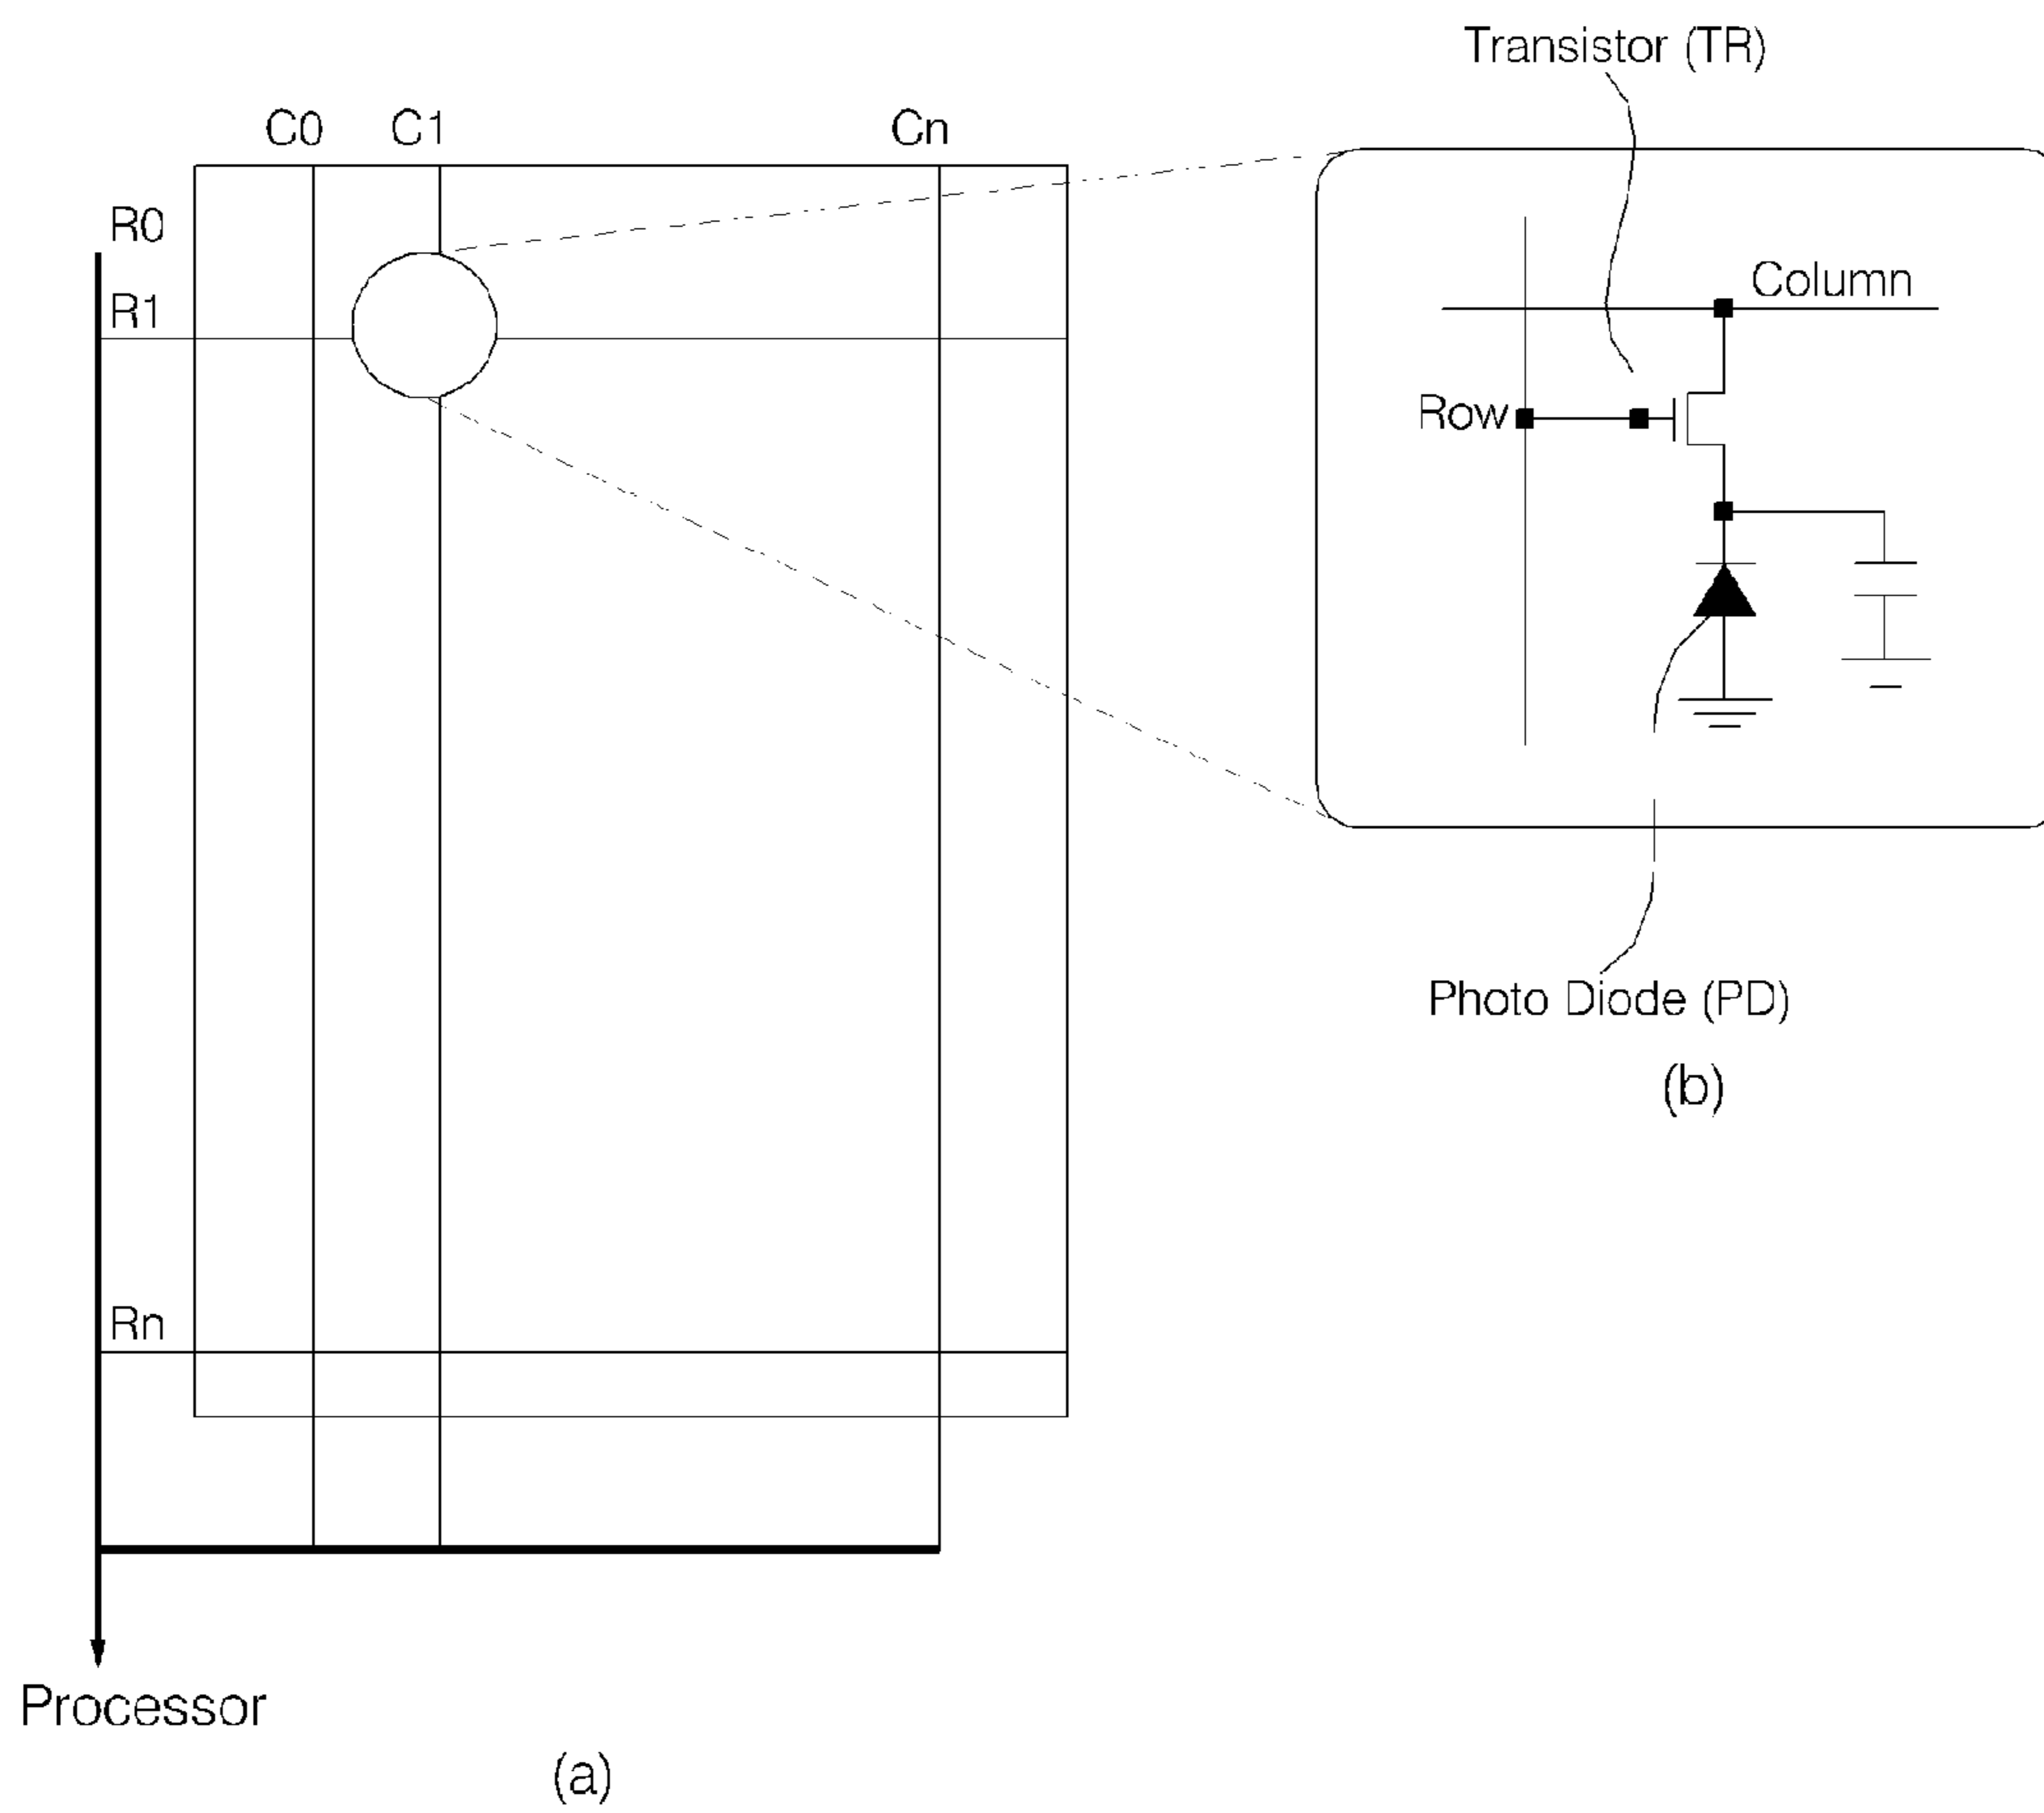 Transistor (TR)
C0 C1 Cn
R0
R1
Column
Row
Photo Diode (PD)
(b)
Rn
Processor
(a)